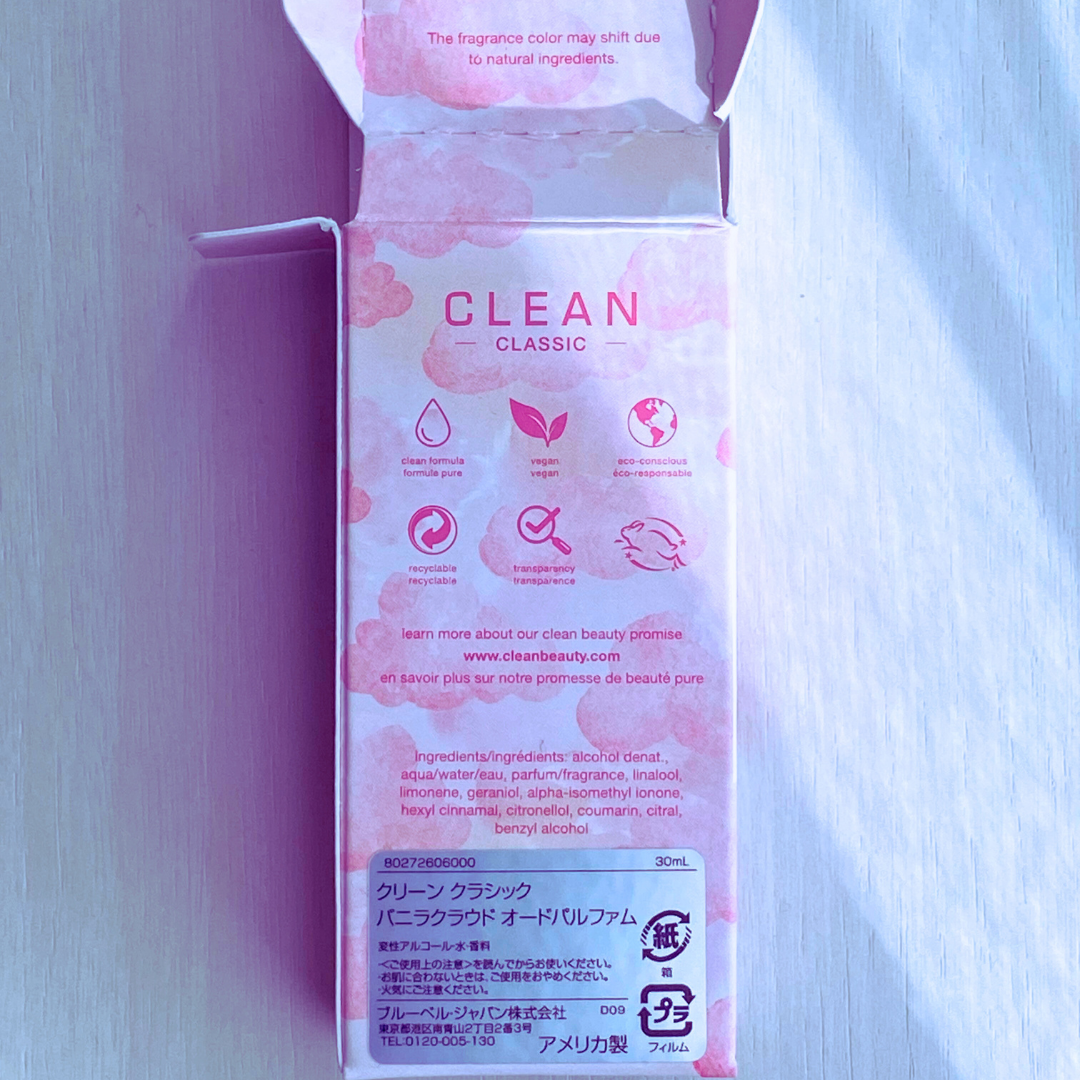 The fragrance color may shift due
to natural ingredients.
CLEAN
CLASSIC
clean formula
formule pure
vegan
vegan
eco-conscious
éco-responsable
recyclable
recyclable
transparency
transparence
learn more about our clean beauty promise
www.cleanbeauty.com
en savoir plus sur notre promesse de beauté pure
ingredients/ingrédients: alcohol denat.,
aqua/water/eau, parfum/fragrance, linalool,
limonene, geraniol, alpha-isomethyl ionone,
hexyl cinnamal, citronellol, coumarin, citral,
benzyl alcohol
80272606000 30mL
クリーン クラシック
バニラクラウド オードパルファム
変性アルコール・水・香料
<ご使用上の注意>を読んでからお使いください。
・お肌に合わないときは、ご使用をおやめください。
・火気にご注意ください。
紙
箱
ブルーベル・ジャパン株式会社 D09
東京都港区南青山2丁目2番3号
TEL:0120-005-130 アメリカ製
プラ
フィルム